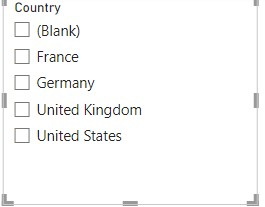 Country
(Blank)
France
Germany
United Kingdom
United States